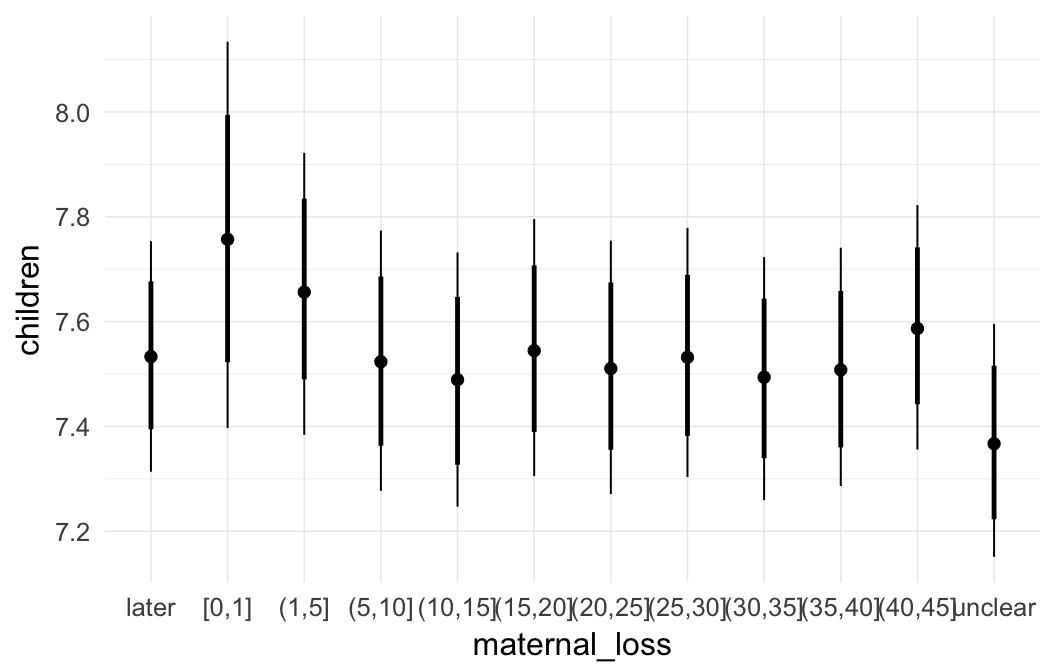 8.0
7.8
7.6
7.4
7.2
children
later [0,1] (1,5] (5,10] (10,15] (15,20] (20,25] (25,30] (30,35] (35,40] (40,45] unclear
maternal_loss